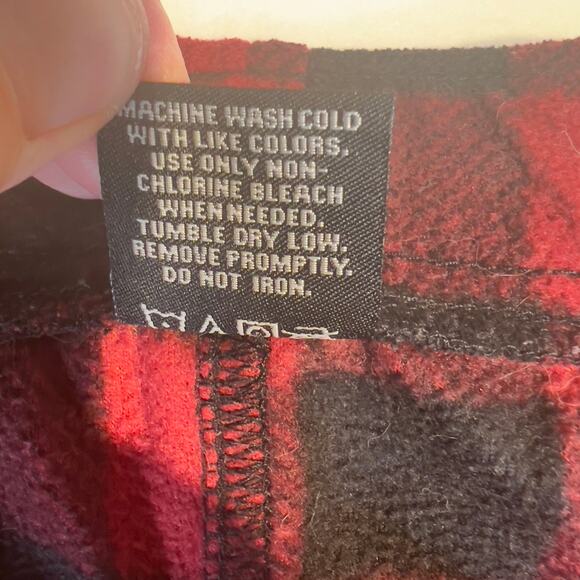 MACHINE WASH COLD
WITH LIKE COLORS.
USE ONLY NON-
CHLORINE BLEACH
WHEN NEEDED.
TUMBLE DRY LOW.
REMOVE PROMPTLY.
DO NOT IRON.